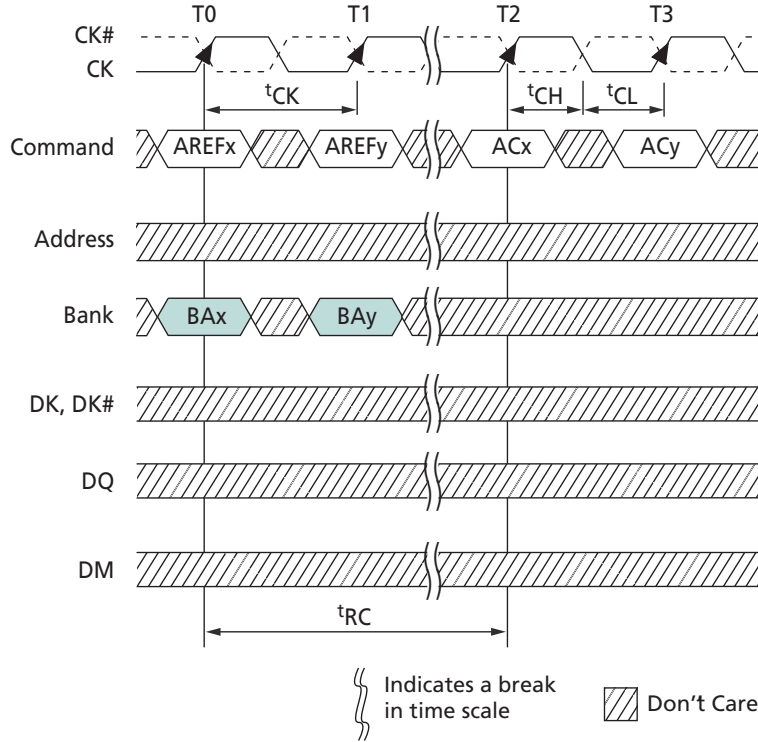 T0 T1 T2 T3
CK#
CK
tCK tCH tCL
Command AREFx AREFy ACx ACy
Address
Bank BAx BAy
DK, DK#
DQ
DM
tRC
Indicates a break
in time scale
Don't Care